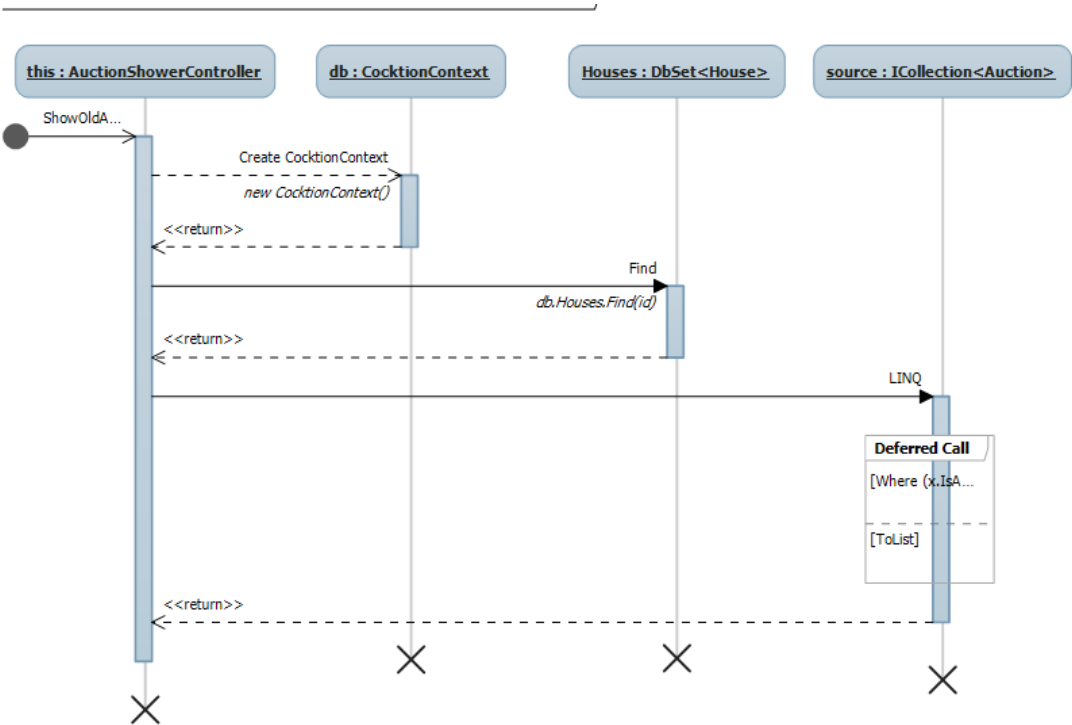 this : AuctionShowerController
db : CocktionContext
Houses : DbSet<House>
source : ICollection<Auction>
ShowOldA...
Create CocktionContext
new CocktionContext()
<<return>>
Find
db.Houses.Find(id)
<<return>>
LINQ
Deferred Call
[Where (x.IsA...
[ToList]
<<return>>